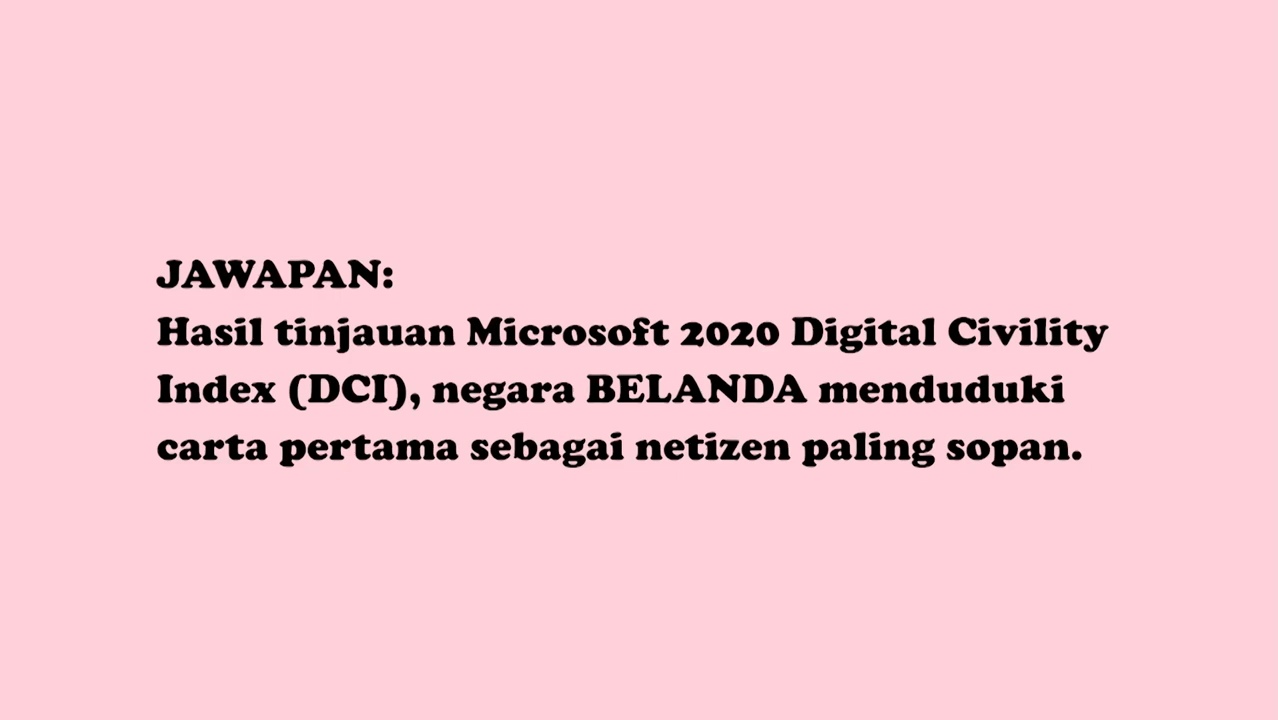 JAWAPAN:
Hasil tinjauan Microsoft 2020 Digital Civility
Index (DCI), negara BELANDA menduduki
carta pertama sebagai netizen paling sopan.